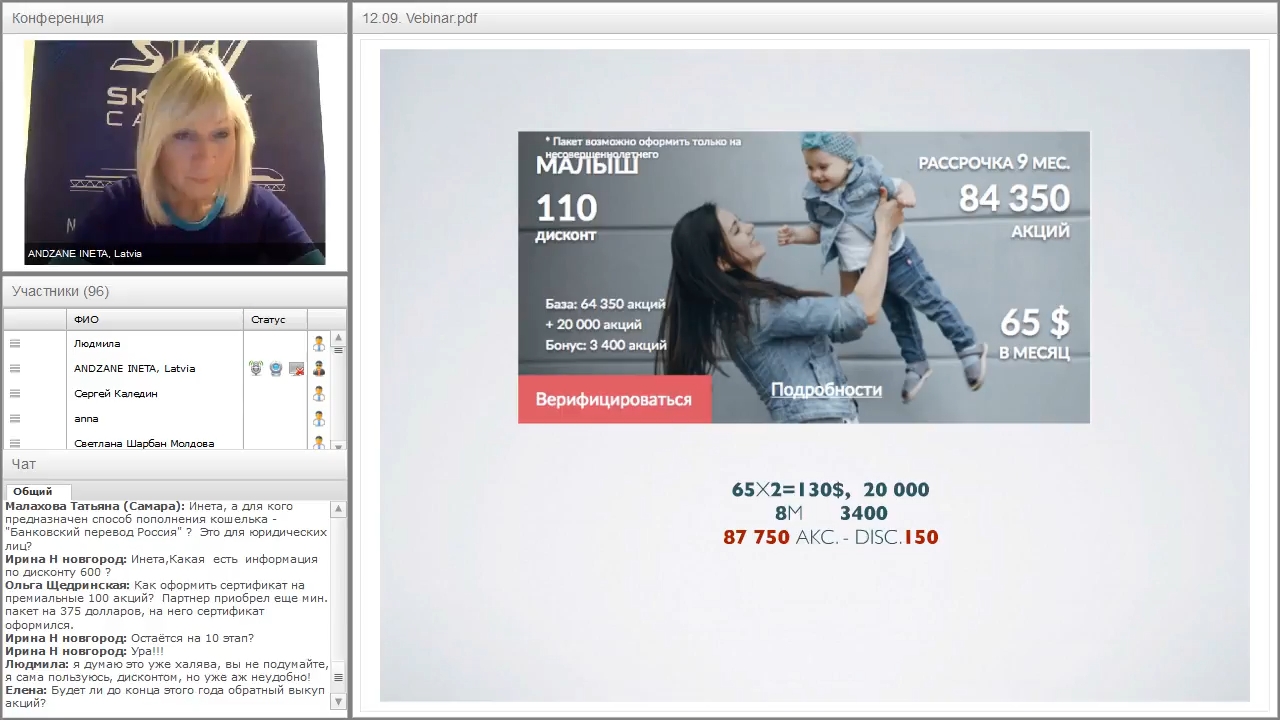 Конференция
SK
CA
ANDZANE INETA, Latvia
Участники (96)
ФИО Статус
Людмила
ANDZANE INETA, Latvia
Сергей Каледик
anna
Светлана Шарбан Молдова
Чат
Общий
Малахова Татьяна (Самара): Инета, а для кого
предназначен способ пополнения кошелька -
"Банковский перевод Россия" ? Это для юридических
лиц?
Ирина Н новгород: Инета,Какая есть информация
по дисконту 600 ?
Ольга Щедринская: Как оформить сертификат на
премиальные 100 акций? Партнер приобрел еще мин.
пакет на 375 долларов, на него сертификат
оформился.
Ирина Н новгород: Остаётся на 10 этап?
Ирина Н новгород: Ура!!!
Людмила: я думаю это уже халява, вы не подумайте,
я сама пользуюсь, дисконтом, но уже аж неудобно!
Елена: Будет ли до конца этого года обратный выкуп
акций?
12.09. Vebinar.pdf
* Пакет возможно оформить только на
несовершеннолетнего
МАЛЫШ
110
дисконт
База: 64 350 акций
+ 20 000 акций
Бонус: 3 400 акций
Верифицироваться
Подробности
РАССРОЧКА 9 МЕС.
84 350
АКЦИЙ
65 $
В МЕСЯЦ
65X2=130$, 20 000
8М 3400
87 750 АКС. - DISC.150